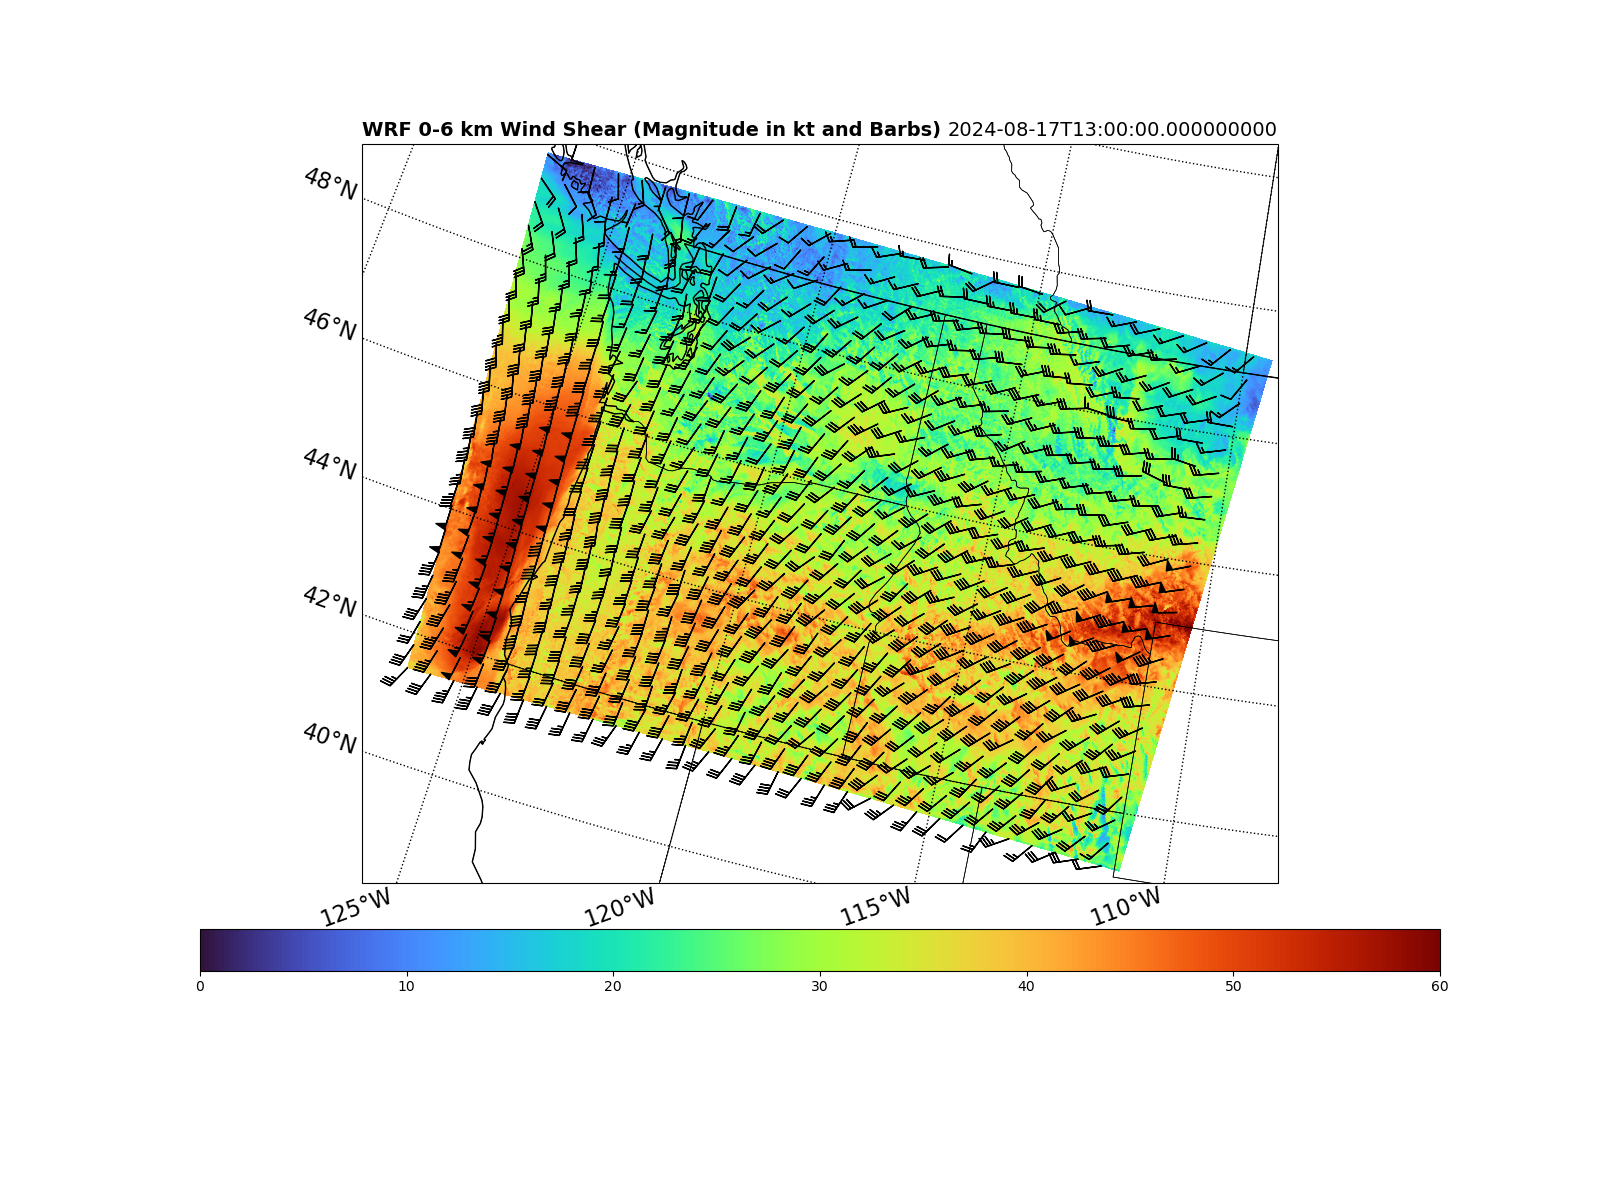 WRF 0-6 km Wind Shear (Magnitude in kt and Barbs) 2024-08-17T13:00:00.000000000
48°N
46°N
44°N
42°N
40°N
125°W 120°W 115°W 110°W
0 10 20 30 40 50 60